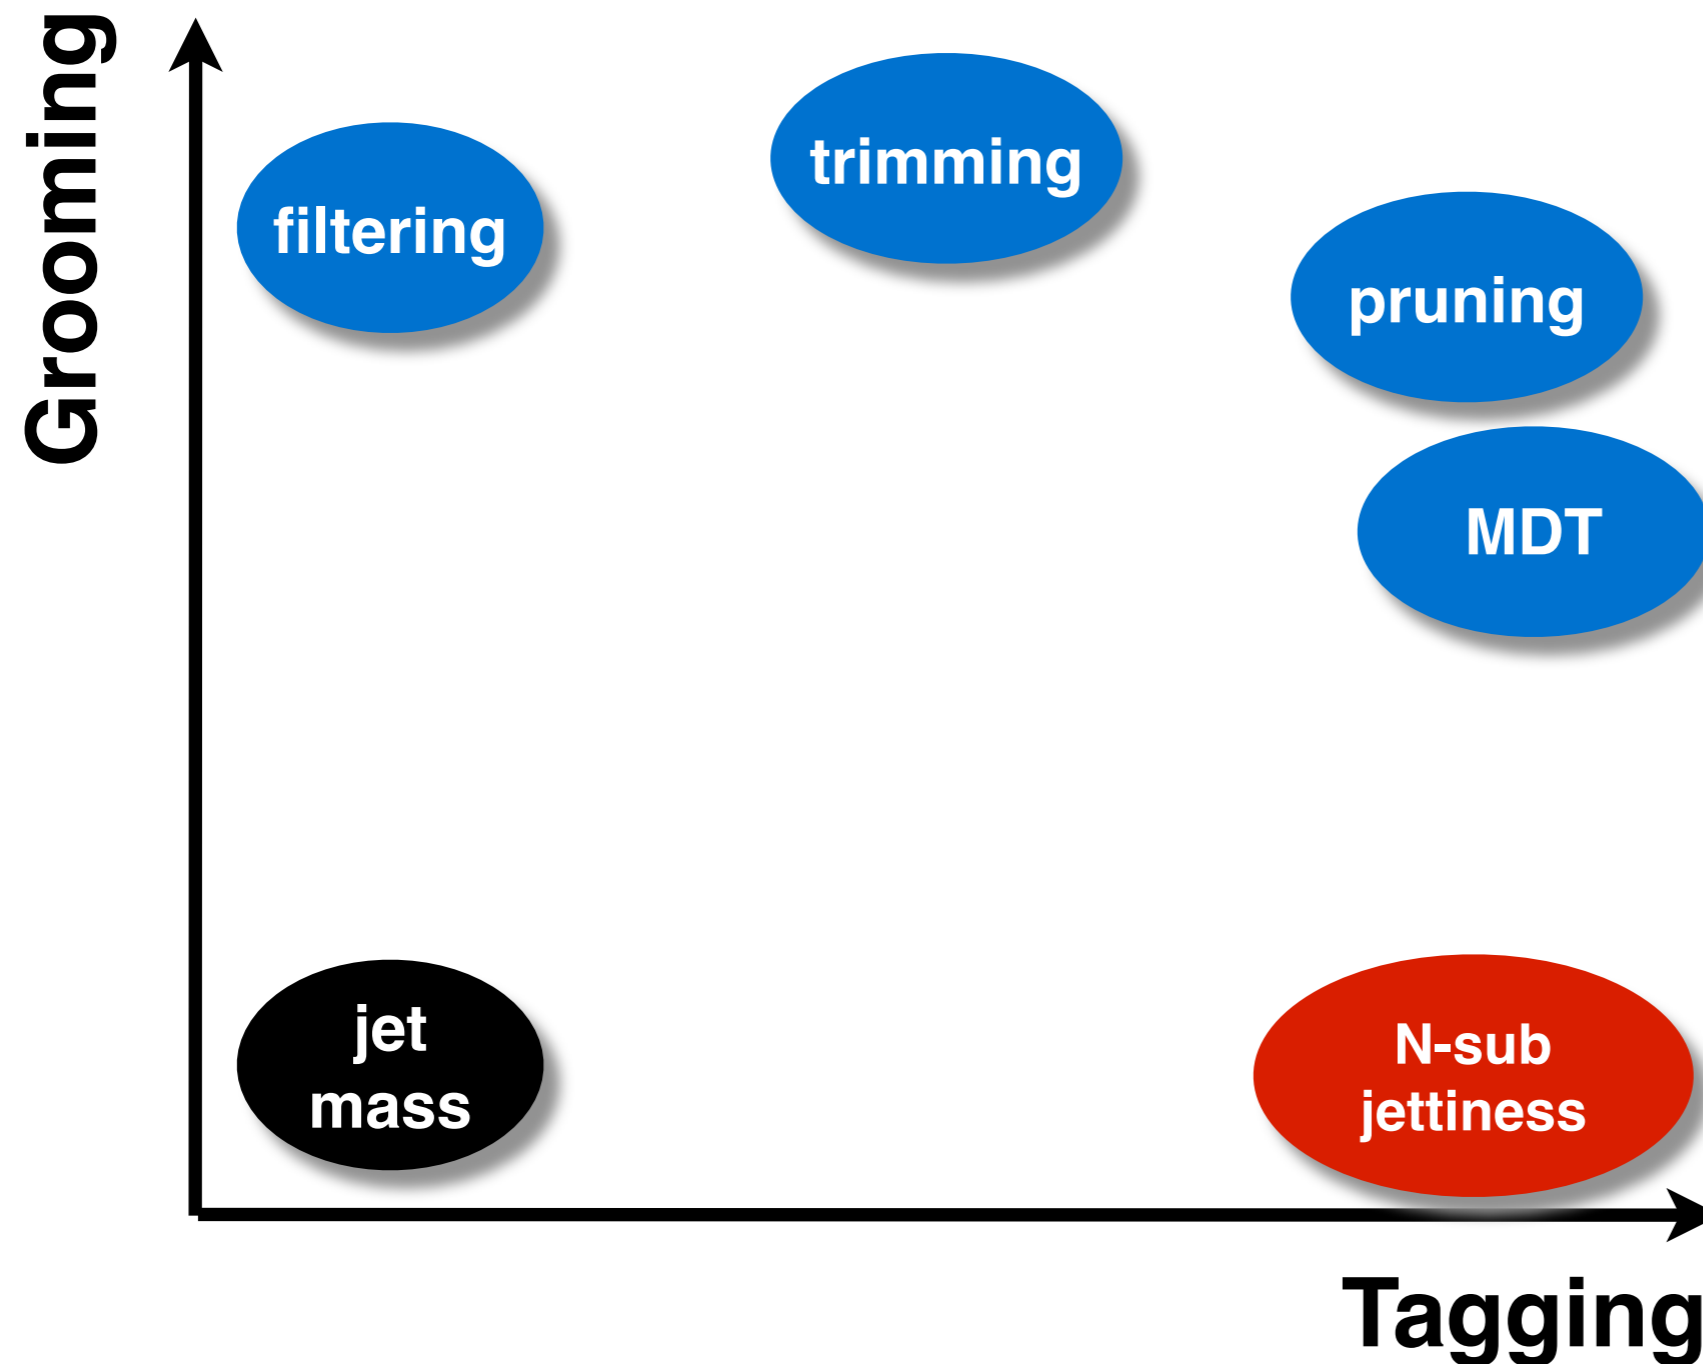 Grooming
trimming
filtering
pruning
MDT
jet
mass
N-sub
jettiness
Tagging